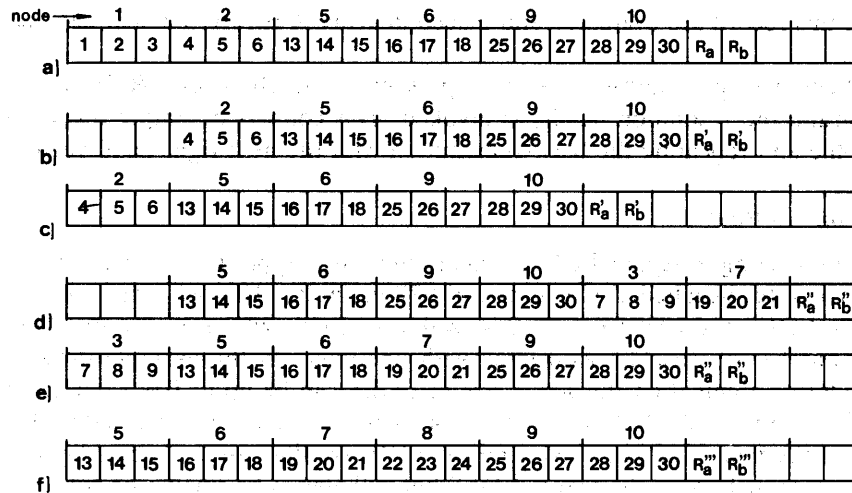 node → 1 2 5 6 9 10
1 2 3 4 5 6 13 14 15 16 17 18 25 26 27 28 29 30 Ra Rb
a)
2 5 6 9 10
4 5 6 13 14 15 16 17 18 25 26 27 28 29 30 R'a R'b
b)
2 5 6 9 10
4 5 6 13 14 15 16 17 18 25 26 27 28 29 30 R'a R'b
c)
5 6 9 10 3 7
13 14 15 16 17 18 25 26 27 28 29 30 7 8 9 19 20 21 R''a R''b
d)
3 5 6 7 9 10
7 8 9 13 14 15 16 17 18 19 20 21 25 26 27 28 29 30 R''a R''b
e)
5 6 7 8 9 10
13 14 15 16 17 18 19 20 21 22 23 24 25 26 27 28 29 30 R'''a R'''b
f)